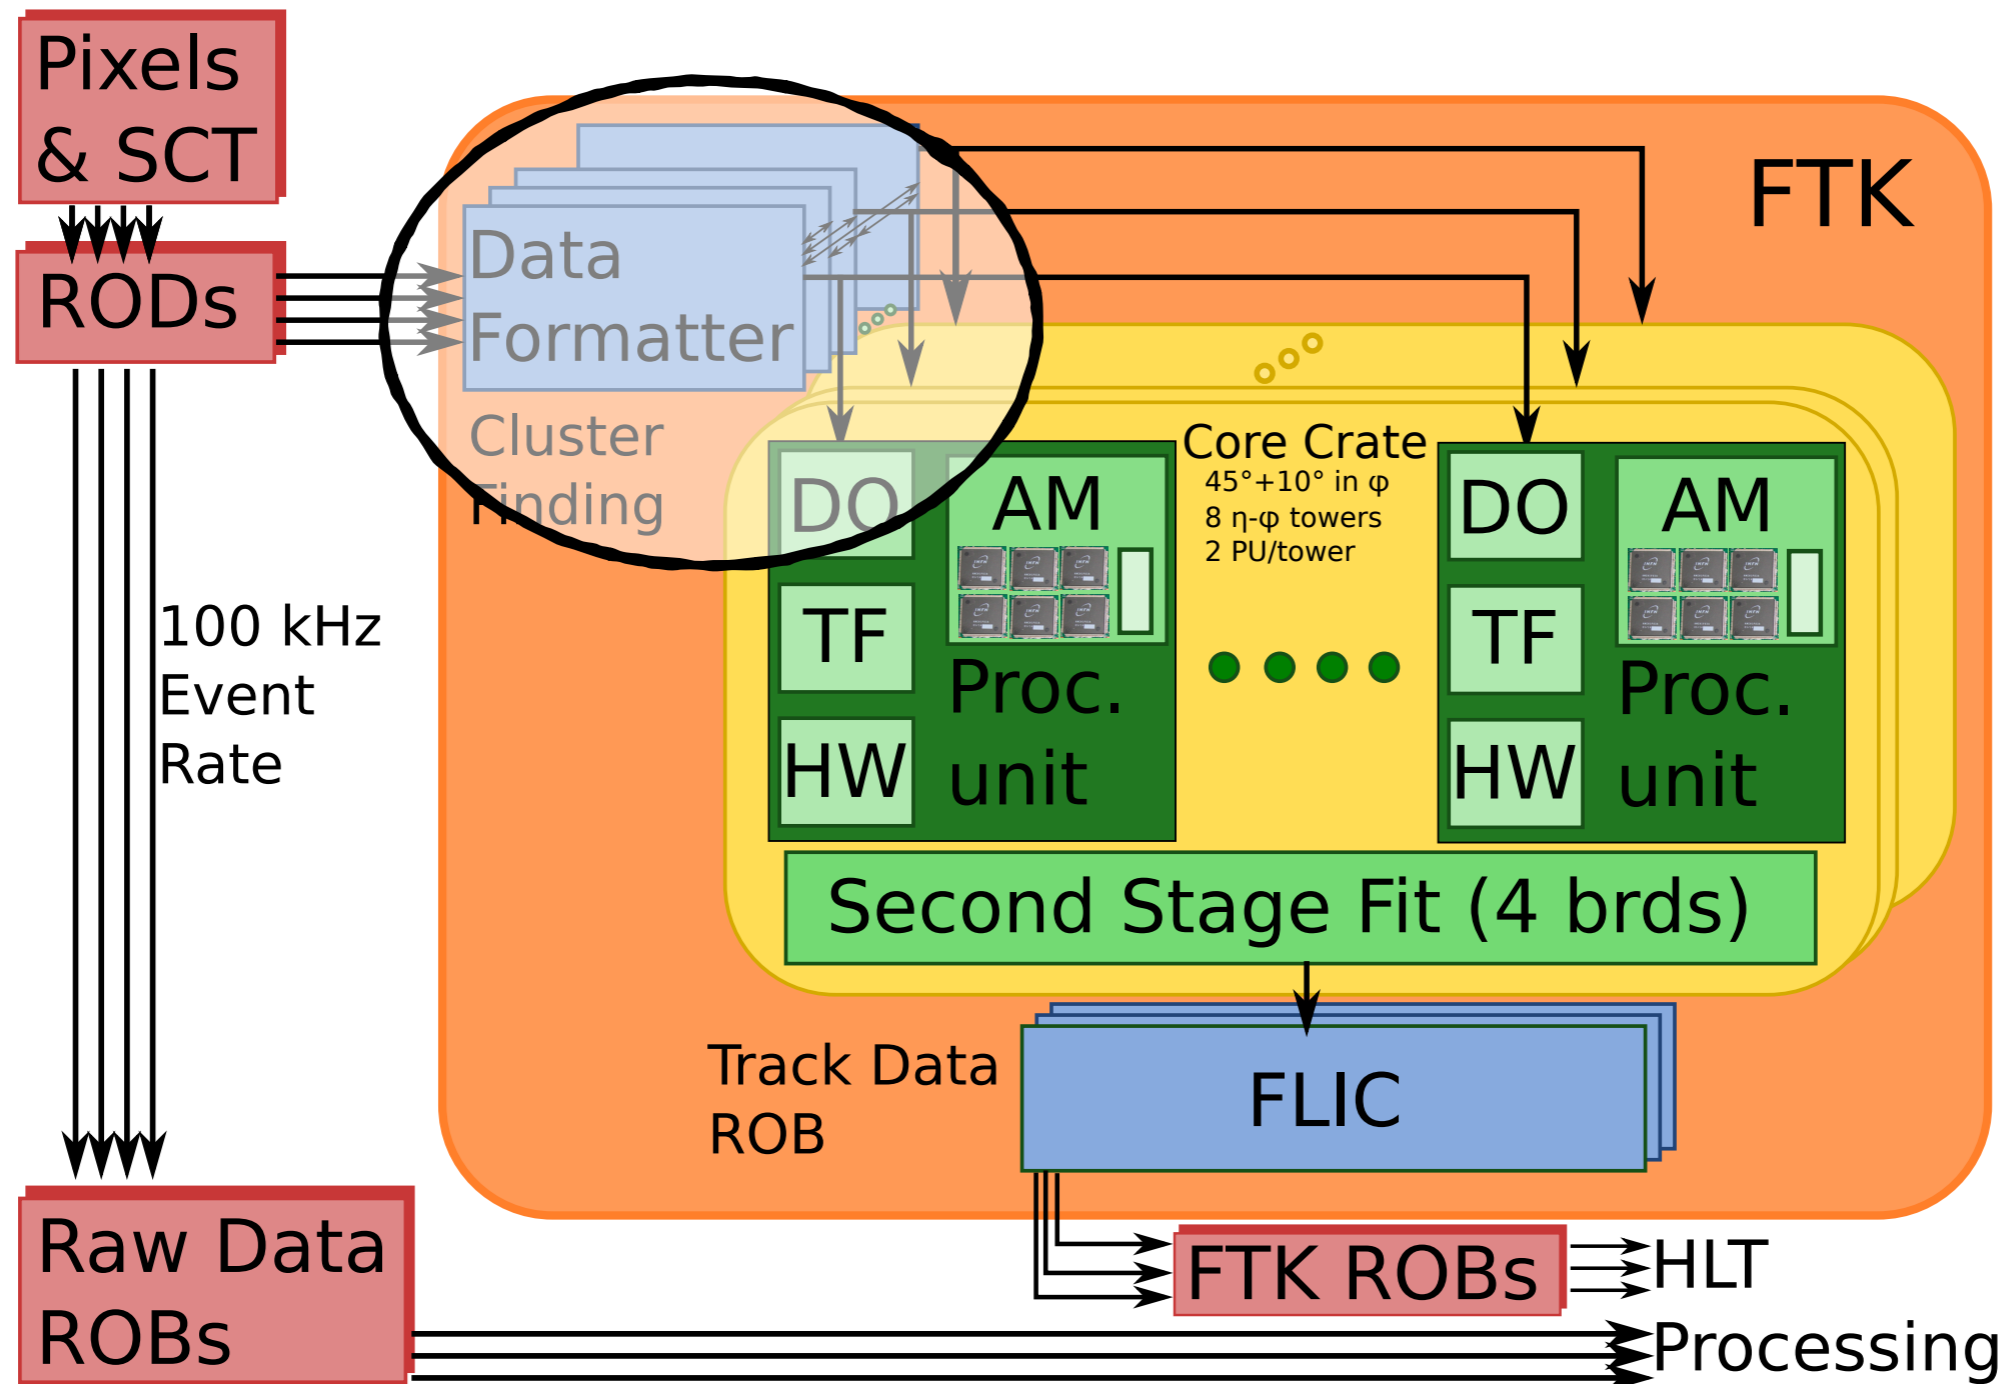 Pixels
& SCT
RODs
100 kHz
Event
Rate
Raw Data
ROBs
FTK
Data
Formatter
Cluster
Finding
Core Crate
45°+10° in φ
8 η-φ towers
2 PU/tower
DO
AM
TF
HW
Proc.
unit
DO
AM
TF
HW
Proc.
unit
Second Stage Fit (4 brds)
Track Data
ROB
FLIC
FTK ROBs
HLT
Processing